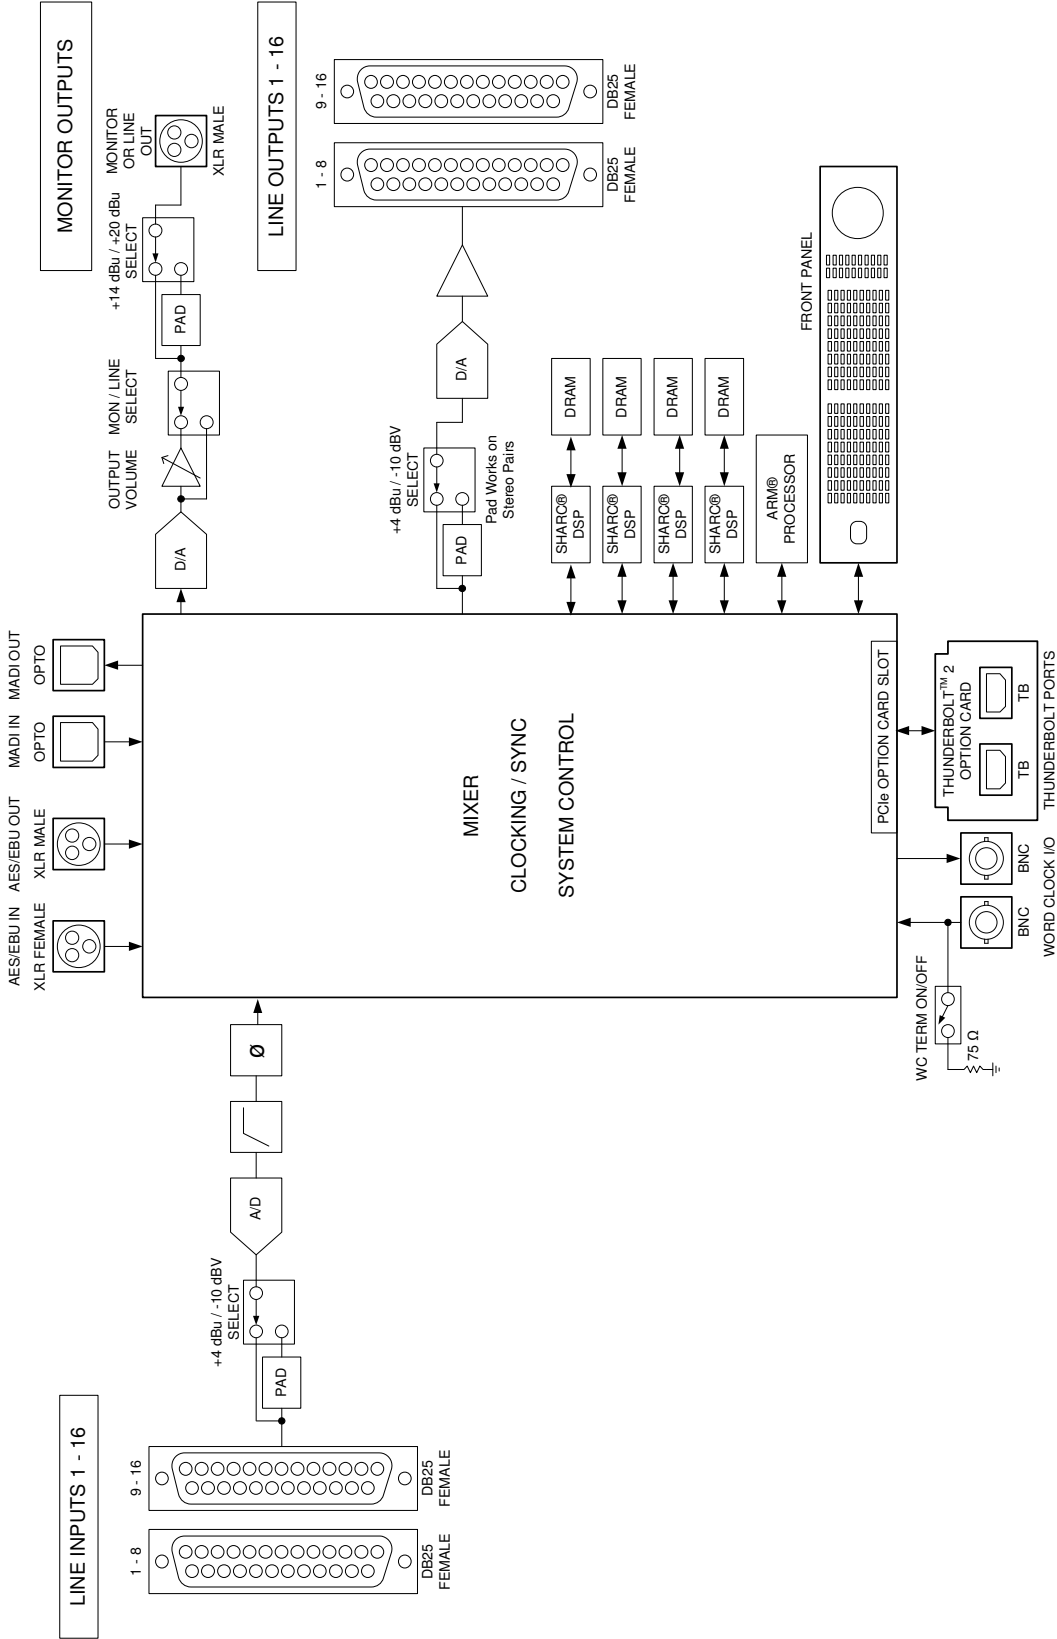 LINE INPUTS 1 - 16
1 - 8
DB25
FEMALE
9 - 16
DB25
FEMALE
PAD
+4 dBu / -10 dBV
SELECT
A/D
Ø
AES/EBU IN
XLR FEMALE
AES/EBU OUT
XLR MALE
MADI IN
OPTO
MADI OUT
OPTO
MIXER
CLOCKING / SYNC
SYSTEM CONTROL
PCIe OPTION CARD SLOT
WC TERM ON/OFF
75 Ω
BNC
BNC
WORD CLOCK I/O
THUNDERBOLT™ 2
OPTION CARD
TB
TB
THUNDERBOLT PORTS
MONITOR OUTPUTS
D/A
OUTPUT
VOLUME
MON / LINE
SELECT
PAD
+14 dBu / +20 dBu
SELECT
MONITOR
OR LINE
OUT
XLR MALE
LINE OUTPUTS 1 - 16
PAD
+4 dBu / -10 dBV
SELECT
Pad Works on
Stereo Pairs
D/A
1 - 8
DB25
FEMALE
9 - 16
DB25
FEMALE
SHARC®
DSP
DRAM
SHARC®
DSP
DRAM
SHARC®
DSP
DRAM
SHARC®
DSP
DRAM
ARM®
PROCESSOR
FRONT PANEL